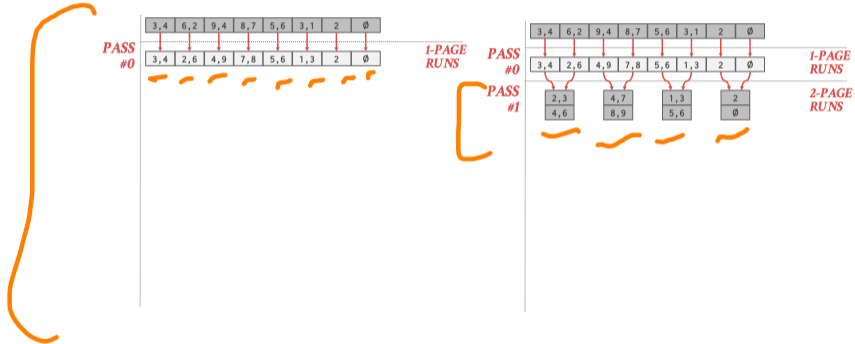 3,4 6,2 9,4 8,7 5,6 3,1 2 Ø
PASS #0
3,4 2,6 4,9 7,8 5,6 1,3 2 Ø
1-PAGE RUNS
3,4 6,2 9,4 8,7 5,6 3,1 2 Ø
PASS #0
3,4 2,6 4,9 7,8 5,6 1,3 2 Ø
1-PAGE RUNS
PASS #1
2,3 4,7 1,3 2
4,6 8,9 5,6 Ø
2-PAGE RUNS